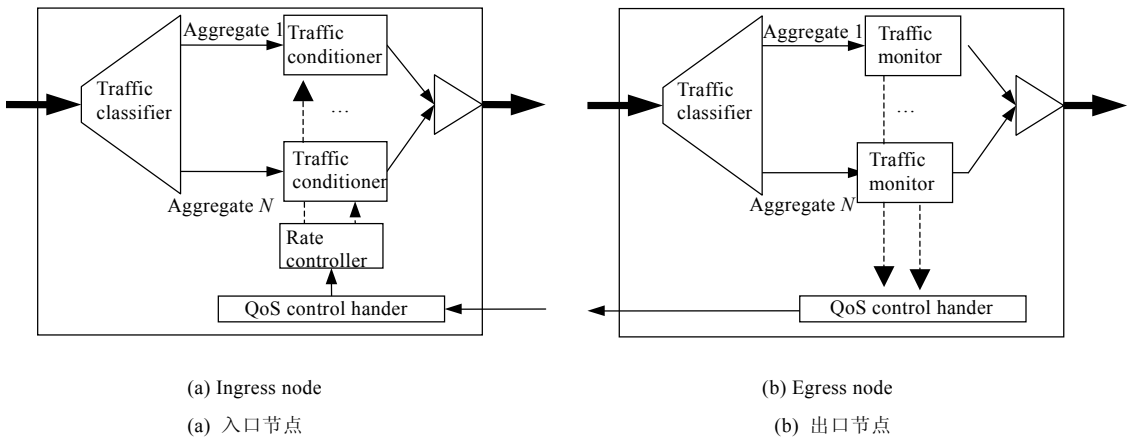 Aggregate 1
Traffic
conditioner
Traffic
classifier
...
Traffic
conditioner
Aggregate N
Rate
controller
QoS control hander
(a) Ingress node
(a) 入口节点
Aggregate 1
Traffic
monitor
Traffic
classifier
...
Traffic
monitor
Aggregate N
QoS control hander
(b) Egress node
(b) 出口节点